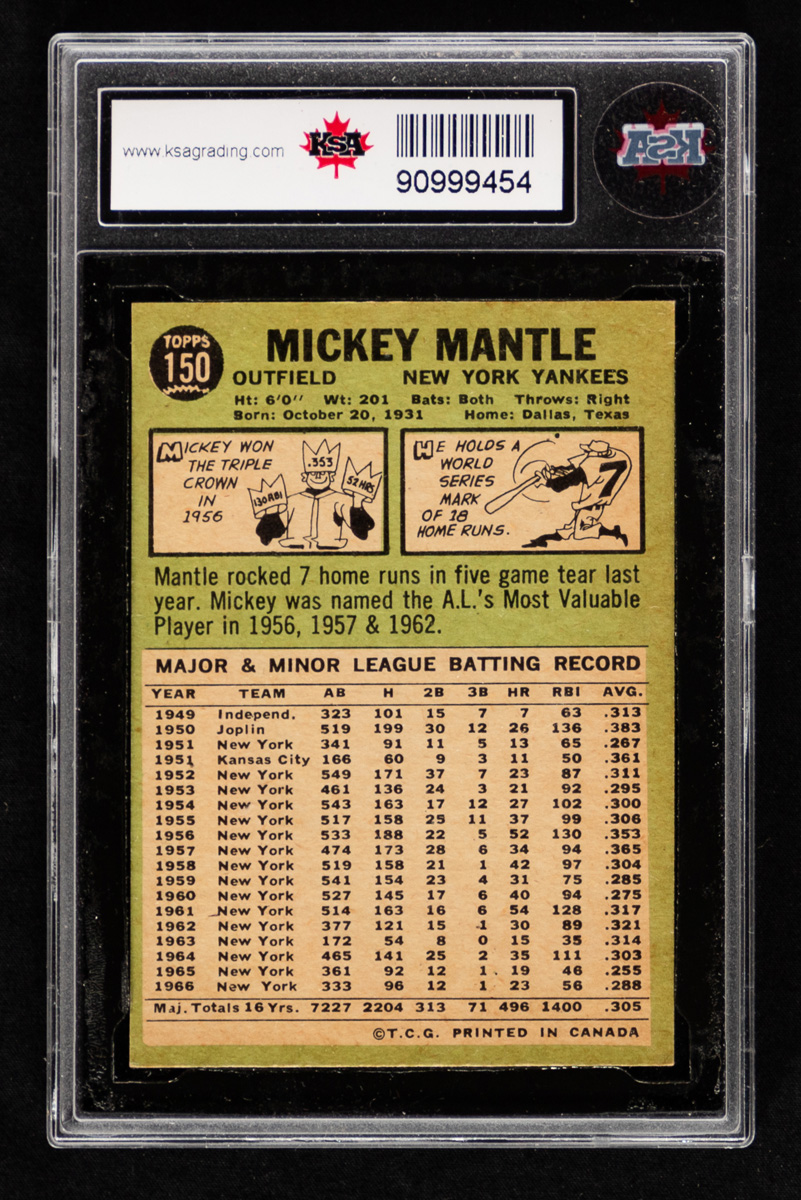 www.ksagrading.com
KSA
90999454
KSA
TOPPS
150
MICKEY MANTLE
OUTFIELD NEW YORK YANKEES
Ht: 6'0" Wt: 201 Bats: Both Throws: Right
Born: October 20, 1931 Home: Dallas, Texas
MICKEY WON
THE TRIPLE
CROWN
IN
1956
.353
130 RBI
52 HRS
HE HOLDS A
WORLD
SERIES
MARK
OF 18
HOME RUNS.
7
Mantle rocked 7 home runs in five game tear last
year. Mickey was named the A.L.'s Most Valuable
Player in 1956, 1957 & 1962.
MAJOR & MINOR LEAGUE BATTING RECORD
YEAR TEAM AB H 2B 3B HR RBI AVG.
1949 Independ. 323 101 15 7 7 63 .313
1950 Joplin 519 199 30 12 26 136 .383
1951 New York 341 91 11 5 13 65 .267
1951 Kansas City 166 60 9 3 11 50 .361
1952 New York 549 171 37 7 23 87 .311
1953 New York 461 136 24 3 21 92 .295
1954 New York 543 163 17 12 27 102 .300
1955 New York 517 158 25 11 37 99 .306
1956 New York 533 188 22 5 52 130 .353
1957 New York 474 173 28 6 34 94 .365
1958 New York 519 158 21 1 42 97 .304
1959 New York 541 154 23 4 31 75 .285
1960 New York 527 145 17 6 40 94 .275
1961 New York 514 163 16 6 54 128 .317
1962 New York 377 121 15 1 30 89 .321
1963 New York 172 54 8 0 15 35 .314
1964 New York 465 141 25 2 35 111 .303
1965 New York 361 92 12 1 19 46 .255
1966 New York 333 96 12 1 23 56 .288
Maj. Totals 16 Yrs. 7227 2204 313 71 496 1400 .305
©T.C.G. PRINTED IN CANADA